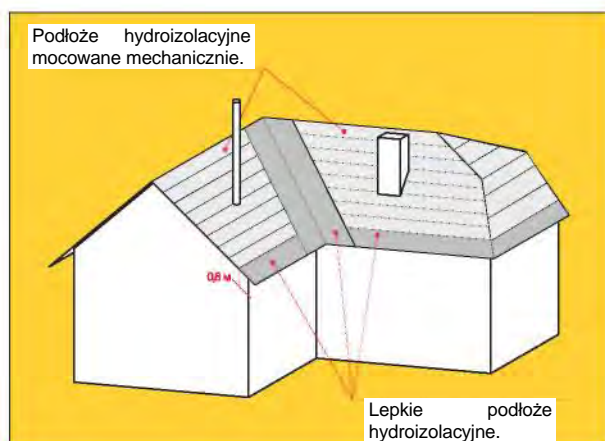 Podłoże hydroizolacyjne
mocowane mechanicznie.
0,6 м
Lepkie podłoże
hydroizolacyjne.